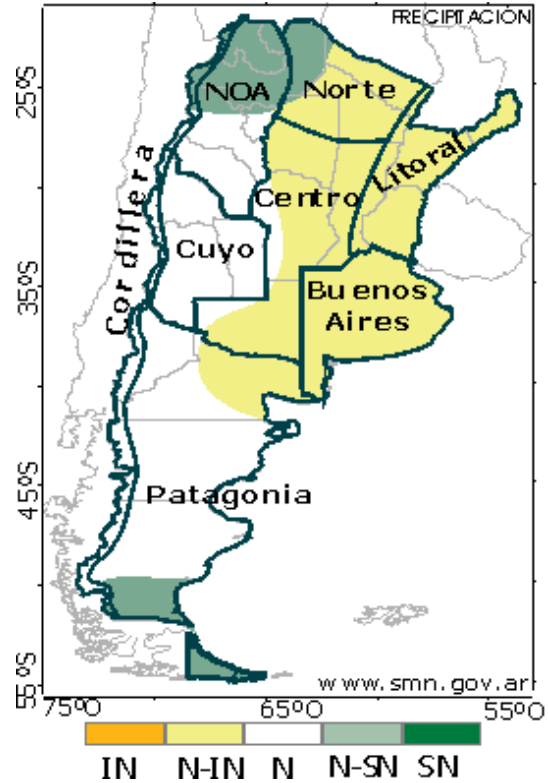 PRECIPITACIÓN
25ºS
NOA
Norte
Litoral
Centro
Cordillera
Cuyo
35ºS
Buenos
Aires
45ºS
Patagonia
55ºS
www.smn.gov.ar
75ºO 65ºO 55ºO
IN N-IN N N-SN SN